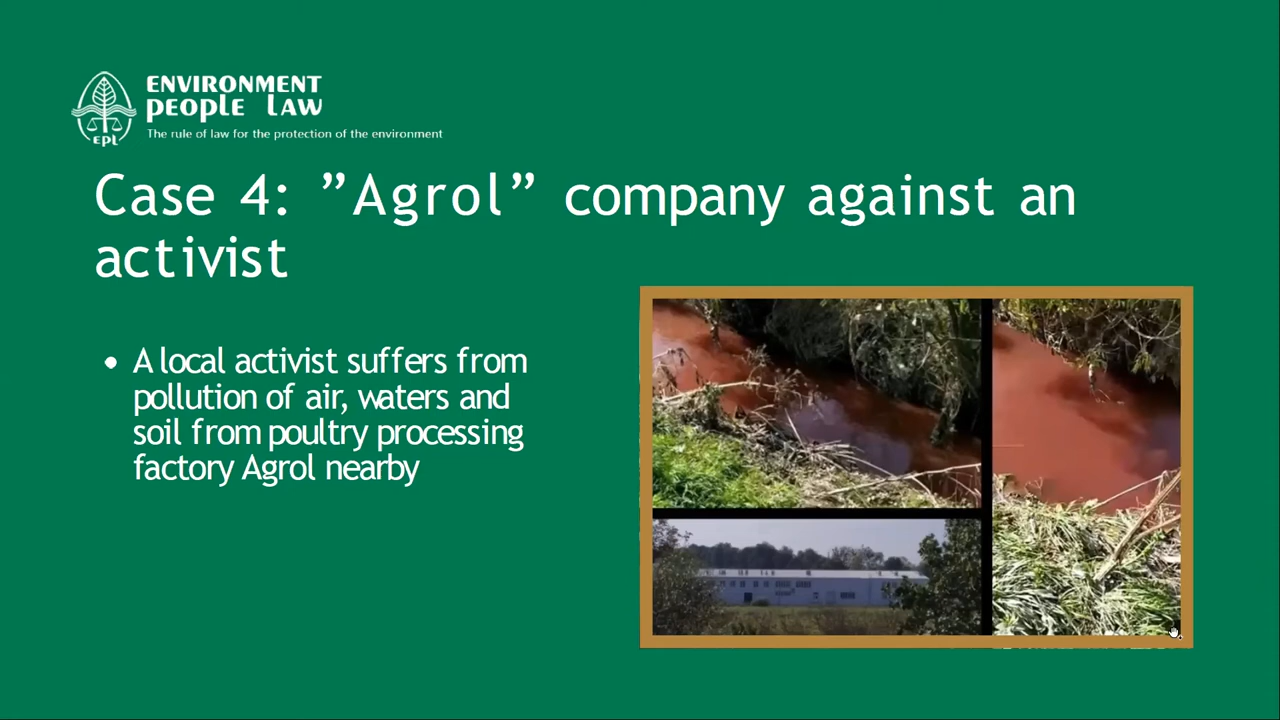 ENVIRONMENT
PEOPLE LAW
EPL
The rule of law for the protection of the environment
Case 4: ”Agrol” company against an
activist
• A local activist suffers from
pollution of air, waters and
soil from poultry processing
factory Agrol nearby